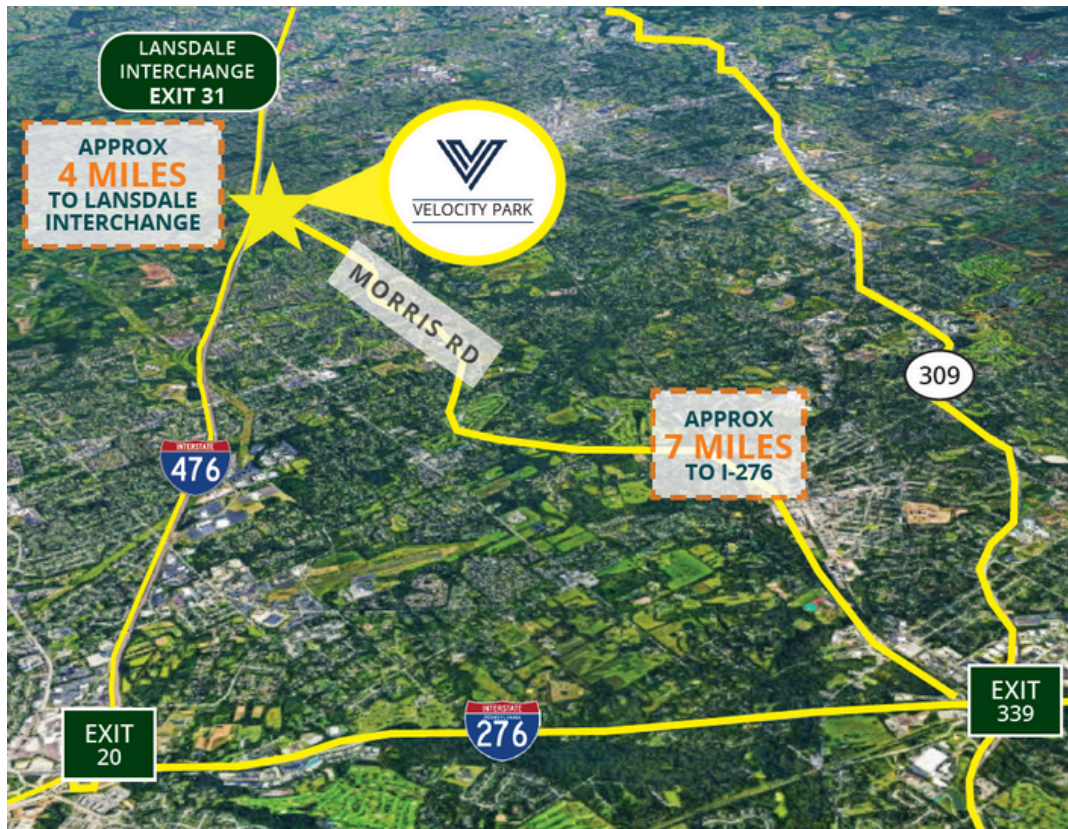 LANSDALE
INTERCHANGE
EXIT 31
APPROX
4 MILES
TO LANSDALE
INTERCHANGE
VELOCITY PARK
MORRIS RD
309
APPROX
7 MILES
TO I-276
INTERSTATE
476
EXIT
339
INTERSTATE
PENNSYLVANIA
276
EXIT
20